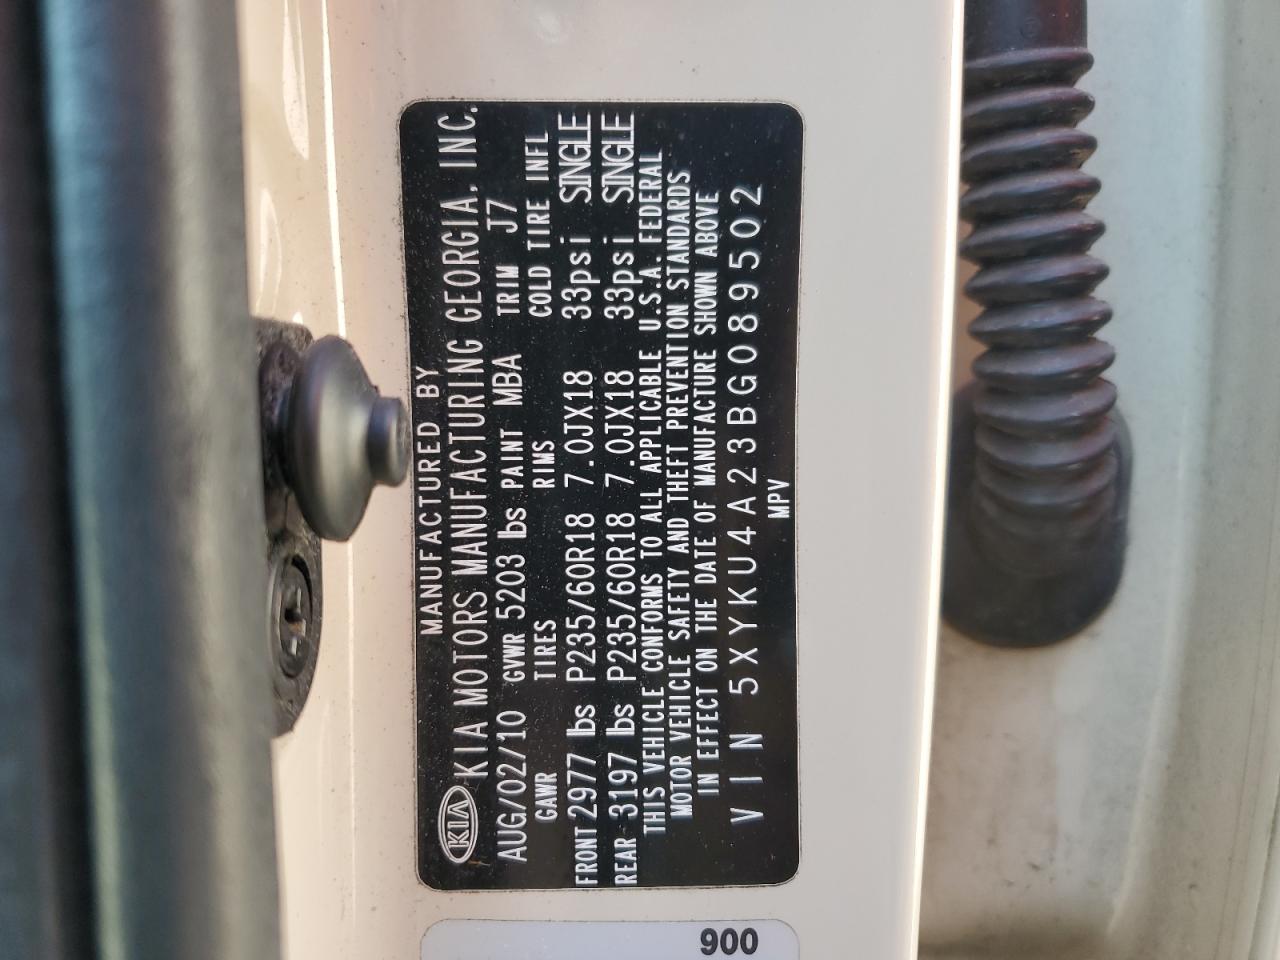 MANUFACTURED BY
KIA KIA MOTORS MANUFACTURING GEORGIA, INC.
AUG/02/10 GVWR 5203 lbs PAINT MBA TRIM J7
GAWR TIRES RIMS COLD TIRE INFL
FRONT 2977 lbs P235/60R18 7.0JX18 33psi SINGLE
REAR 3197 lbs P235/60R18 7.0JX18 33psi SINGLE
THIS VEHICLE CONFORMS TO ALL APPLICABLE U.S.A. FEDERAL
MOTOR VEHICLE SAFETY AND THEFT PREVENTION STANDARDS
IN EFFECT ON THE DATE OF MANUFACTURE SHOWN ABOVE
VIN 5XYKU4A23BG089502
MPV
900